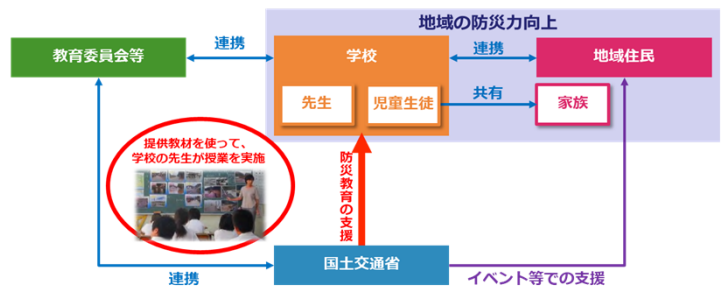 地域の防災力向上
教育委員会等
連携
学校
連携
地域住民
先生
児童生徒
共有
家族
提供教材を使って、
学校の先生が授業を実施
防災教育の支援
国土交通省
連携
イベント等での支援